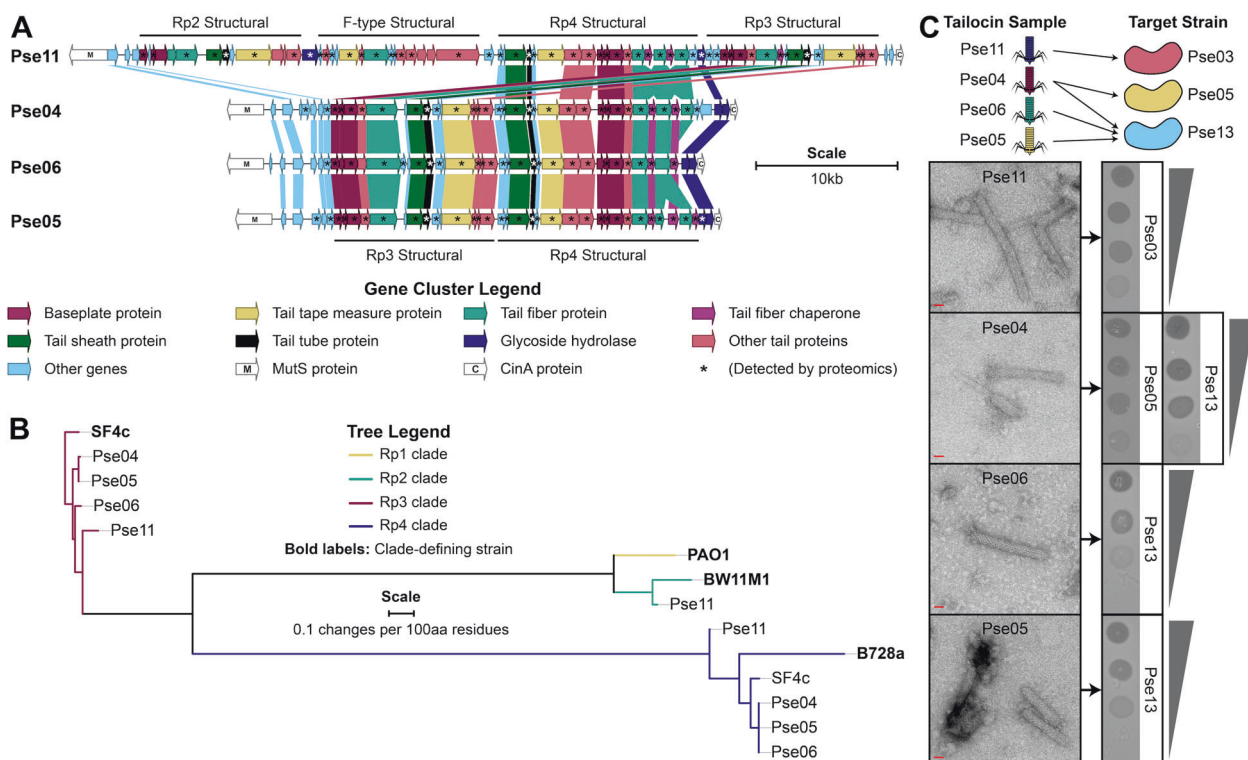 A
Rp2 Structural
F-type Structural
Rp4 Structural
Rp3 Structural
Pse11
M
C
Pse04
M
C
Pse06
M
C
Scale
10kb
Pse05
M
C
Rp3 Structural
Rp4 Structural
Gene Cluster Legend
Baseplate protein
Tail tape measure protein
Tail fiber protein
Tail fiber chaperone
Tail sheath protein
Tail tube protein
Glycoside hydrolase
Other tail proteins
Other genes
M MutS protein
C CinA protein
* (Detected by proteomics)
B
SF4c
Pse04
Pse05
Pse06
Pse11
Tree Legend
Rp1 clade
Rp2 clade
Rp3 clade
Rp4 clade
Bold labels: Clade-defining strain
Scale
0.1 changes per 100aa residues
PAO1
BW11M1
Pse11
Pse11
B728a
SF4c
Pse04
Pse05
Pse06
C
Tailocin Sample
Target Strain
Pse11
Pse03
Pse04
Pse05
Pse06
Pse13
Pse05
Pse11
Pse03
Pse04
Pse05
Pse13
Pse06
Pse13
Pse05
Pse13